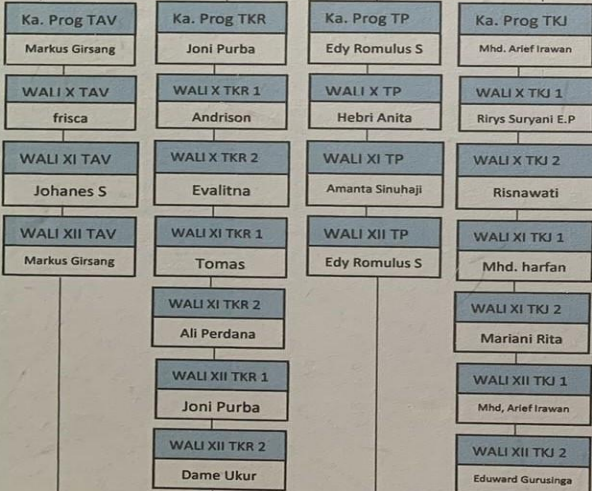 Ka. Prog TAV
Markus Girsang
WALI X TAV
frisca
WALI XI TAV
Johanes S
WALI XII TAV
Markus Girsang
Ka. Prog TKR
Joni Purba
WALI X TKR 1
Andrison
WALI X TKR 2
Evalitna
WALI XI TKR 1
Tomas
WALI XI TKR 2
Ali Perdana
WALI XII TKR 1
Joni Purba
WALI XII TKR 2
Dame Ukur
Ka. Prog TP
Edy Romulus S
WALI X TP
Hebri Anita
WALI XI TP
Amanta Sinuhaji
WALI XII TP
Edy Romulus S
Ka. Prog TKJ
Mhd. Arief Irawan
WALI X TKJ 1
Rirys Suryani E.P
WALI X TKJ 2
Risnawati
WALI XI TKJ 1
Mhd. harfan
WALI XI TKJ 2
Mariani Rita
WALI XII TKJ 1
Mhd, Arief Irawan
WALI XII TKJ 2
Eduward Gurusinga